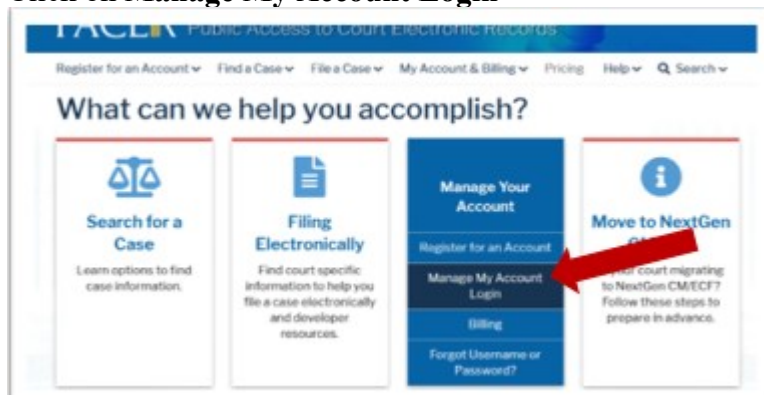 Click on Manage My Account Login
PACER Public Access to Court Electronic Records
Register for an Account Find a Case File a Case My Account & Billing Pricing Help Search
What can we help you accomplish?
Search for a
Case
Learn options to find
case information.
Filing
Electronically
Find court specific
information to help you
file a case electronically
and developer
resources.
Manage Your
Account
Register for an Account
Manage My Account
Login
Billing
Forgot Username or
Password?
Move to NextGen
court migrating
to NextGen CM/ECF?
Follow these steps to
prepare in advance.